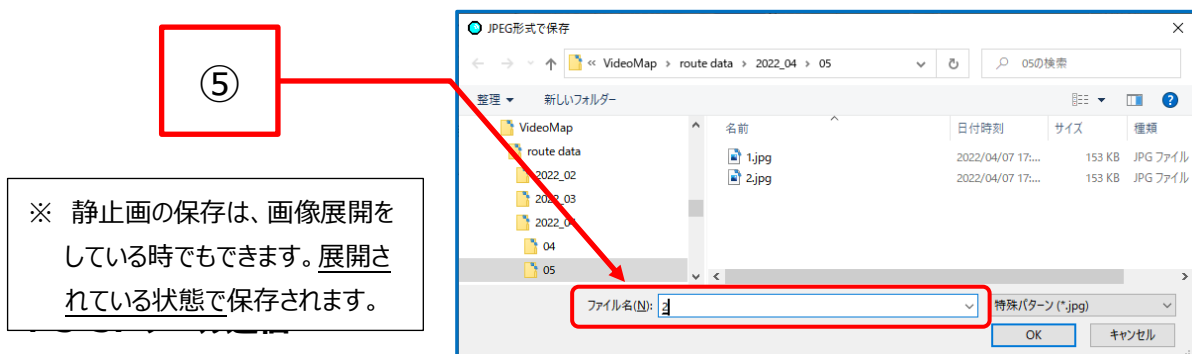 ⑤
※ 静止画の保存は、画像展開を
している時でもできます。展開さ
れている状態で保存されます。
JPEG形式で保存
« VideoMap › route data › 2022_04 › 05
05の検索
整理
新しいフォルダー
VideoMap
route data
2022_02
2022_03
2022_04
04
05
名前 日付時刻 サイズ 種類
1.jpg 2022/04/07 17:... 153 KB JPG ファイル
2.jpg 2022/04/07 17:... 153 KB JPG ファイル
ファイル名(N): 2
特殊パターン (*.jpg)
OK
キャンセル